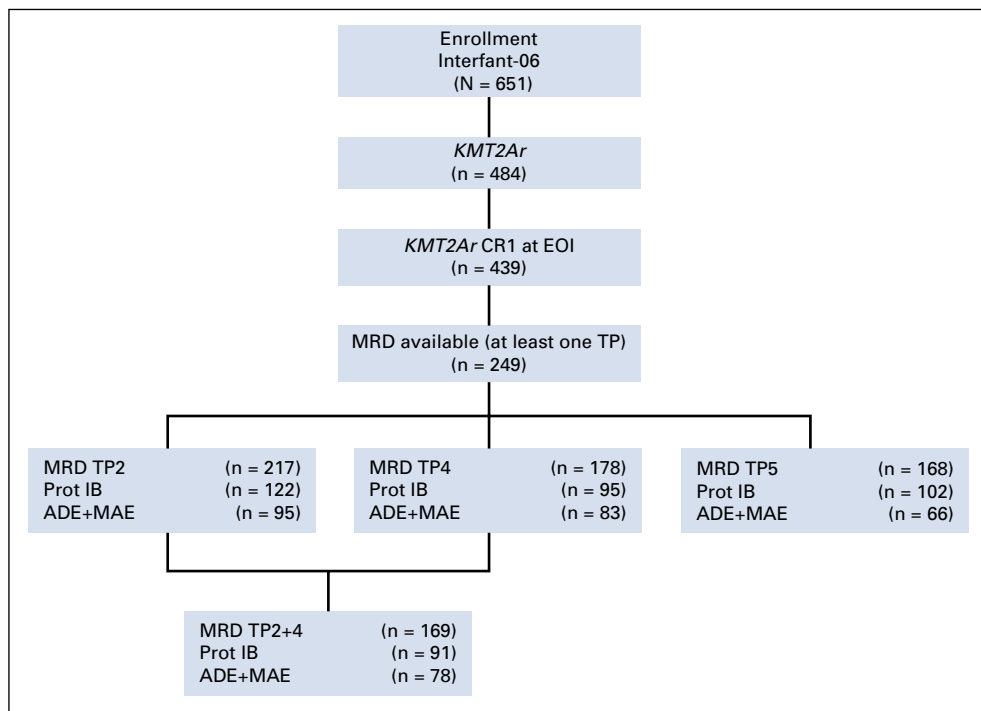 Enrollment
Interfant-06
(N = 651)
KMT2Ar
(n = 484)
KMT2Ar CR1 at EOI
(n = 439)
MRD available (at least one TP)
(n = 249)
MRD TP2 (n = 217)
Prot IB (n = 122)
ADE+MAE (n = 95)
MRD TP4 (n = 178)
Prot IB (n = 95)
ADE+MAE (n = 83)
MRD TP5 (n = 168)
Prot IB (n = 102)
ADE+MAE (n = 66)
MRD TP2+4 (n = 169)
Prot IB (n = 91)
ADE+MAE (n = 78)